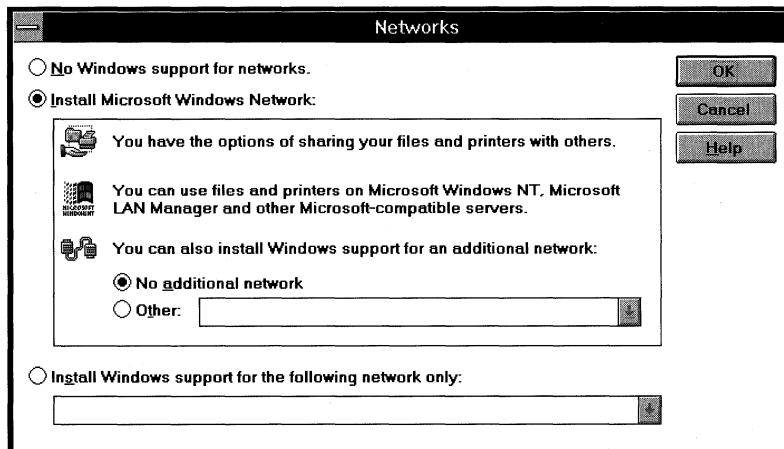 Networks
No Windows support for networks.
OK
Install Microsoft Windows Network:
Cancel
You have the options of sharing your files and printers with others.
Help
You can use files and printers on Microsoft Windows NT, Microsoft
LAN Manager and other Microsoft-compatible servers.
MICROSOFT
You can also install Windows support for an additional network:
No additional network
Other:
Install Windows support for the following network only: